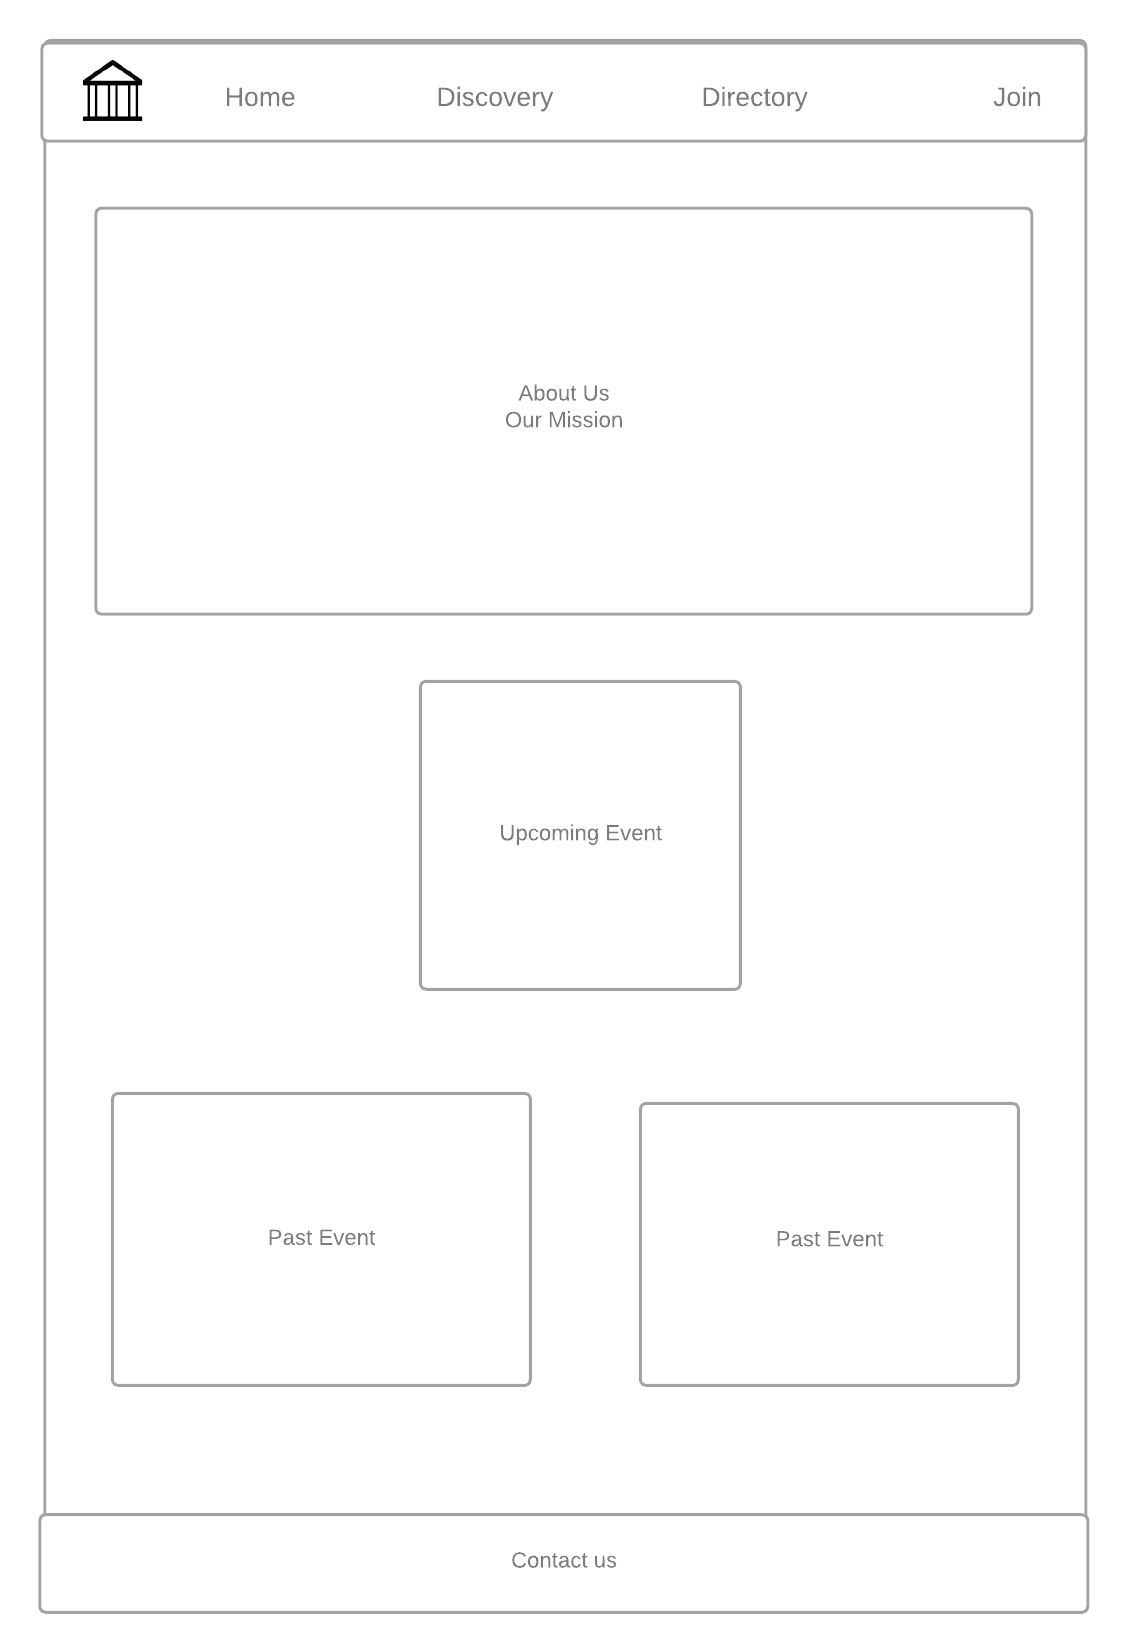 Home
Discovery
Directory
Join
About Us
Our Mission
Upcoming Event
Past Event
Past Event
Contact us